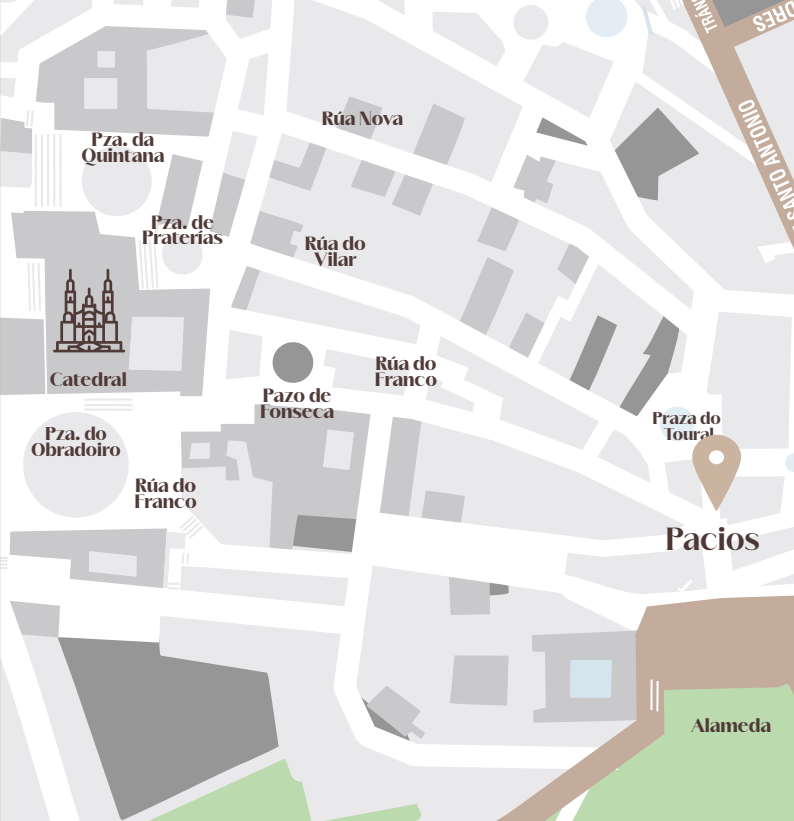 DRES
SANTO ANTONIO
Rúa Nova
Pza. da
Quintana
Pza. de
Praterías
Rúa do
Vilar
Catedral
Rúa do
Franco
Pazo de
Fonseca
Praza do
Toural
Pza. do
Obradoiro
Rúa do
Franco
Pacios
Alameda